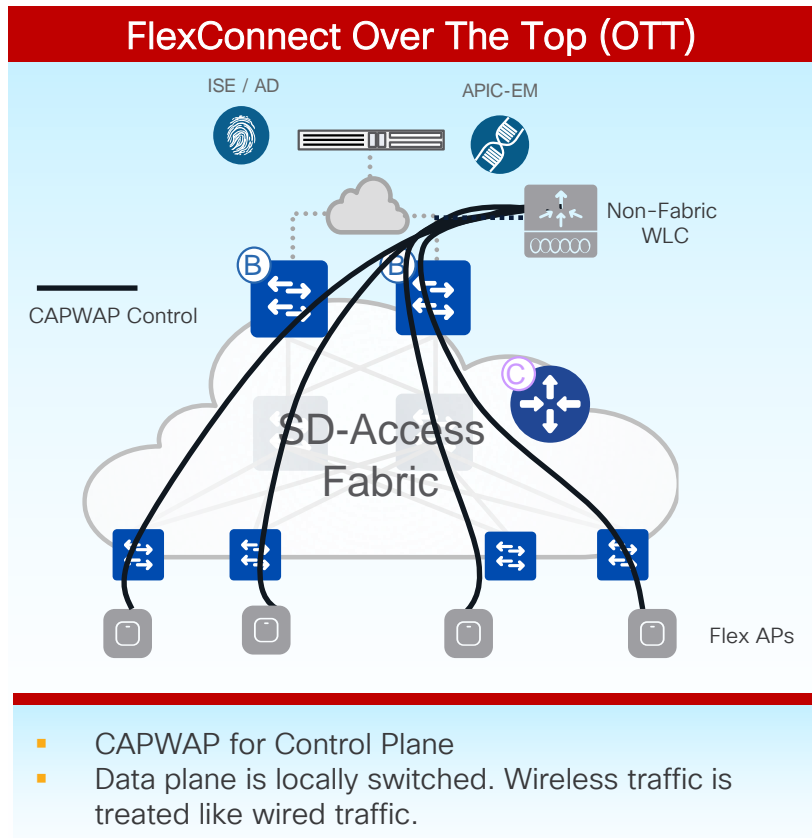 FlexConnect Over The Top (OTT)
ISE / AD
APIC-EM
Non-Fabric
WLC
B
B
CAPWAP Control
C
SD-Access
Fabric
Flex APs
▪ CAPWAP for Control Plane
▪ Data plane is locally switched. Wireless traffic is
treated like wired traffic.